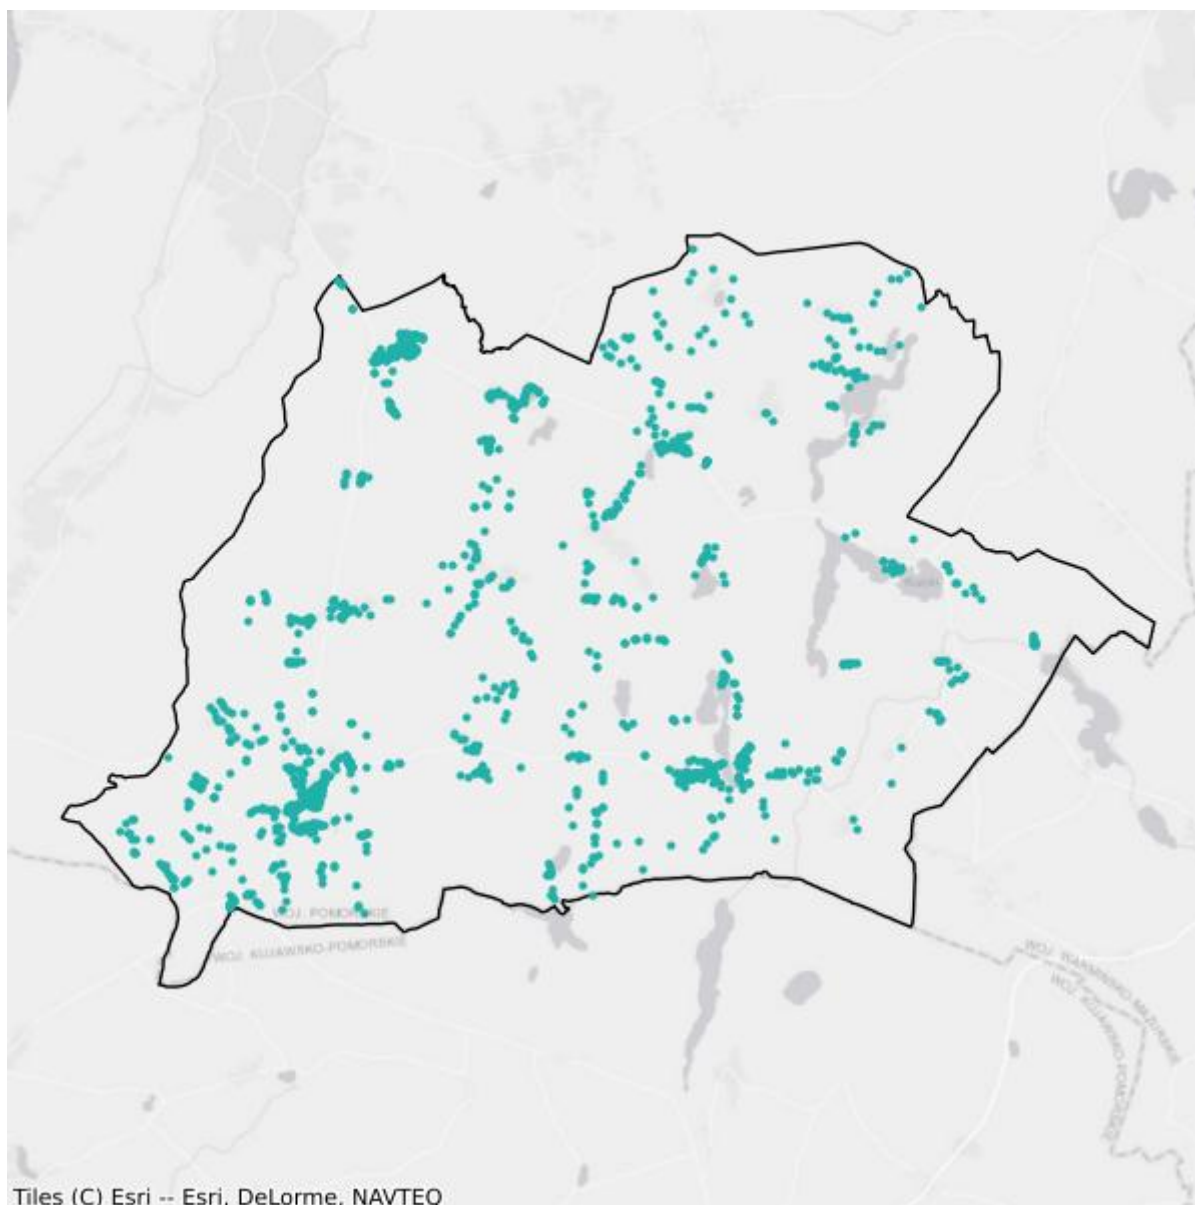 WOJ. POMORSKIE
WOJ. KUJAWSKO-POMORSKIE
WOJ. WARMIŃSKO-MAZURSKIE
WOJ. KUJAWSKO-POMORSKIE
Tiles (C) Esri -- Esri, DeLorme, NAVTEQ